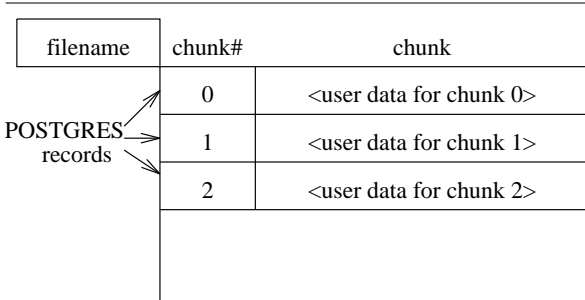 filename chunk# chunk
0 <user data for chunk 0>
POSTGRES
1 <user data for chunk 1>
records
2 <user data for chunk 2>